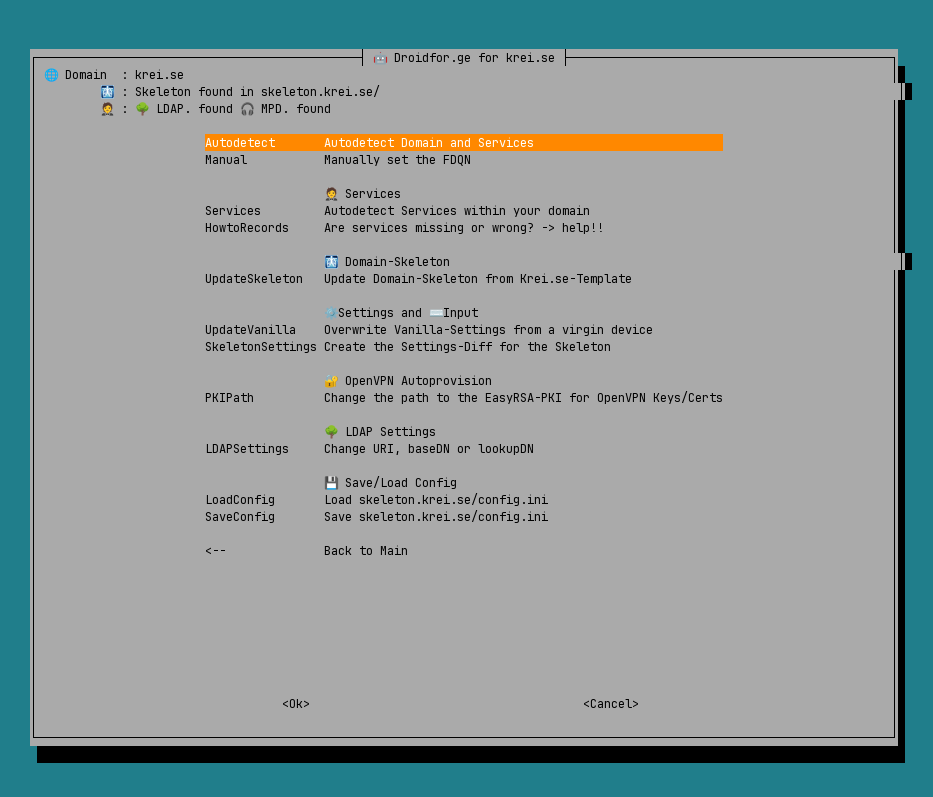 🤖 Droidfor.ge for krei.se
🌐 Domain  : krei.se
🩻 : Skeleton found in skeleton.krei.se/
🤵 : 🌳 LDAP. found 🎧 MPD. found
Autodetect Autodetect Domain and Services
Manual Manually set the FDQN
🤵 Services
Services Autodetect Services within your domain
HowtoRecords Are services missing or wrong? -> help!!
🩻 Domain-Skeleton
UpdateSkeleton Update Domain-Skeleton from Krei.se-Template
⚙️Settings and ⌨️Input
UpdateVanilla Overwrite Vanilla-Settings from a virgin device
SkeletonSettings Create the Settings-Diff for the Skeleton
🔐 OpenVPN Autoprovision
PKIPath Change the path to the EasyRSA-PKI for OpenVPN Keys/Certs
🌳 LDAP Settings
LDAPSettings Change URI, baseDN or lookupDN
💾 Save/Load Config
LoadConfig Load skeleton.krei.se/config.ini
SaveConfig Save skeleton.krei.se/config.ini
<-- Back to Main
<Ok> <Cancel>